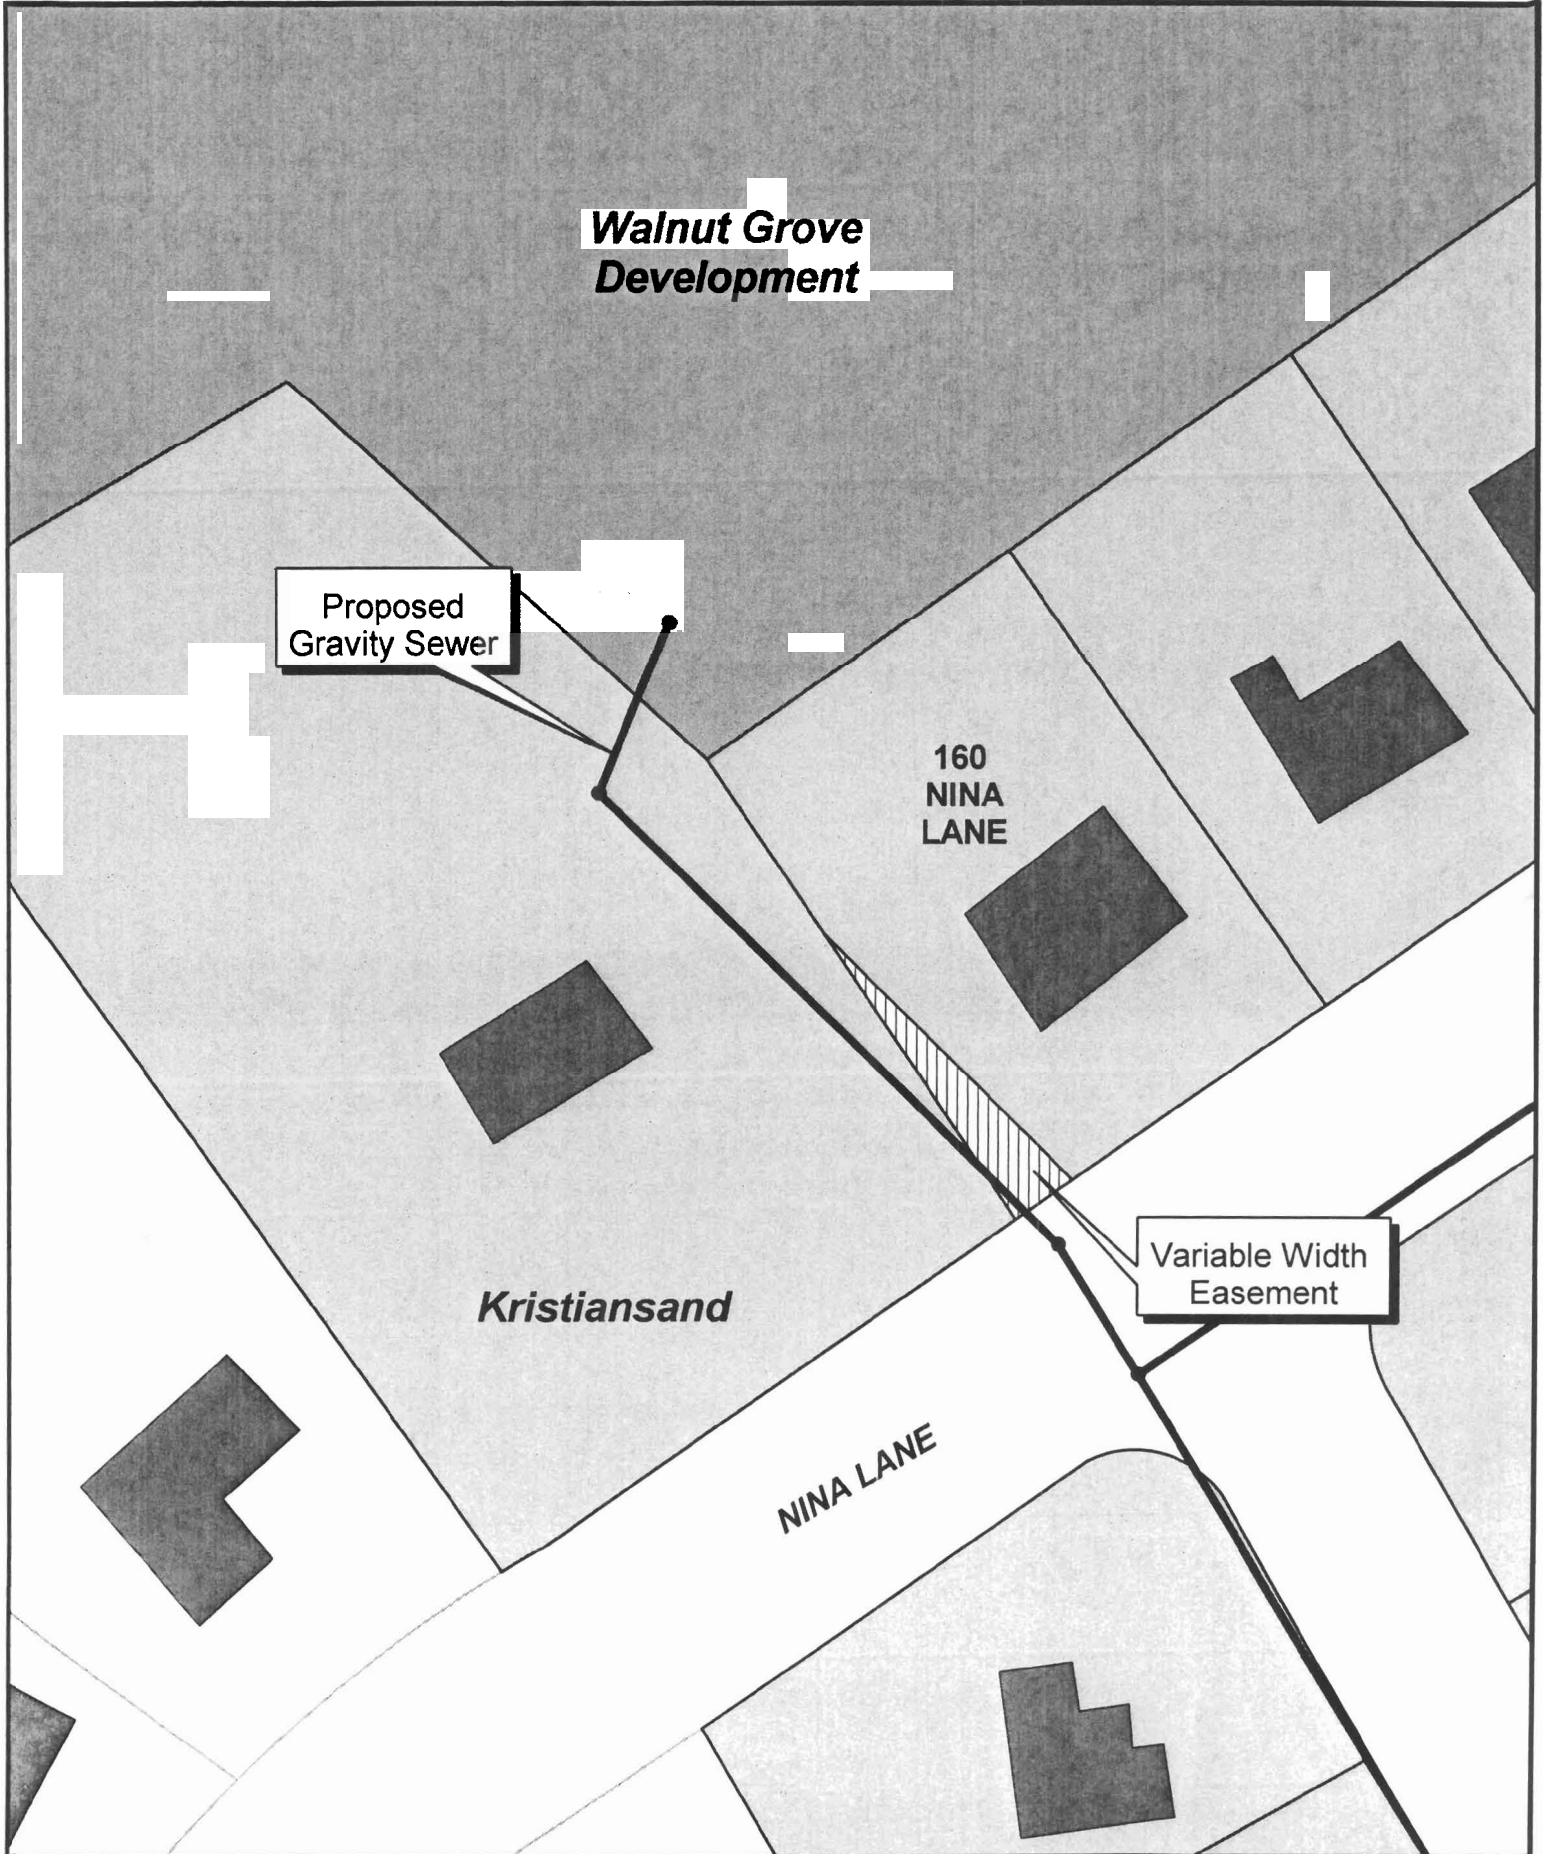 Walnut Grove
Development
Proposed
Gravity Sewer
160
NINA
LANE
Variable Width
Easement
Kristiansand
NINA LANE